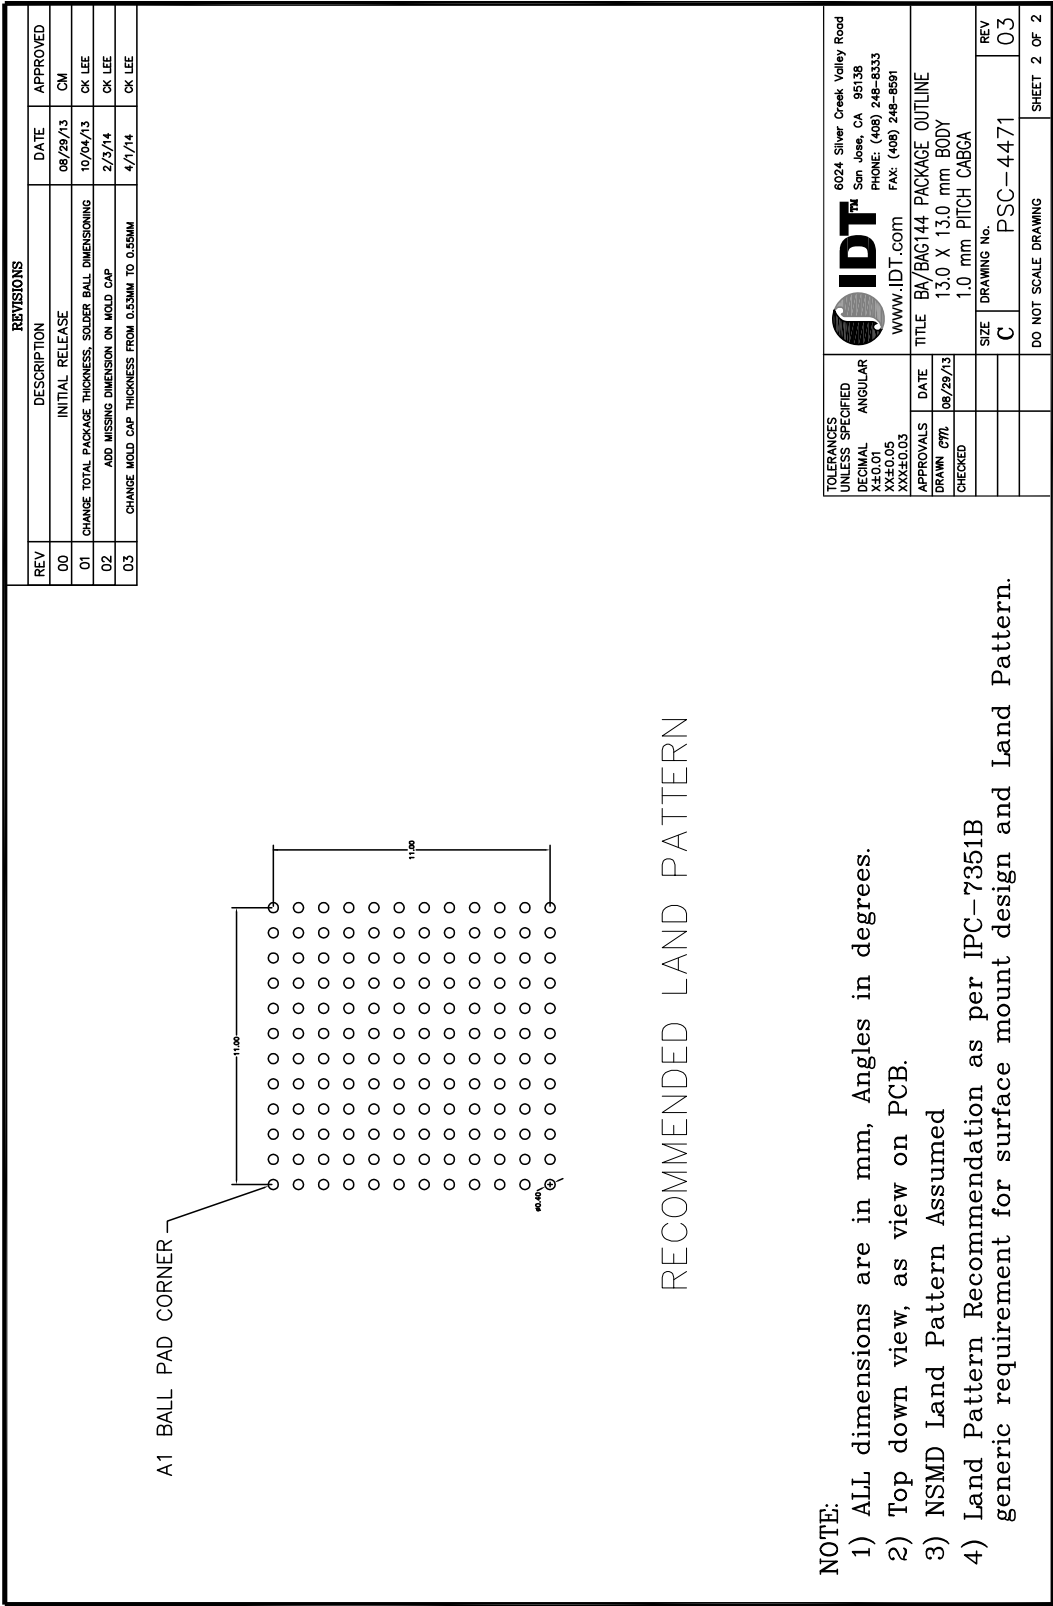 REVISIONS
REV DESCRIPTION DATE APPROVED
00 INITIAL RELEASE 08/29/13 CM
01 CHANGE TOTAL PACKAGE THICKNESS, SOLDER BALL DIMENSIONING 10/04/13 CK LEE
02 ADD MISSING DIMENSION ON MOLD CAP 2/3/14 CK LEE
03 CHANGE MOLD CAP THICKNESS FROM 0.53MM TO 0.55MM 4/1/14 CK LEE
A1 BALL PAD CORNER
11.00
11.00
ø0.40
RECOMMENDED LAND PATTERN
NOTE:
1) ALL dimensions are in mm, Angles in degrees.
2) Top down view, as view on PCB.
3) NSMD Land Pattern Assumed
4) Land Pattern Recommendation as per IPC-7351B
generic requirement for surface mount design and Land Pattern.
TOLERANCES
UNLESS SPECIFIED
DECIMAL ANGULAR
X±0.01
XX±0.05
XXX±0.03
APPROVALS DATE
DRAWN CM 08/29/13
CHECKED
IDT™
www.IDT.com
6024 Silver Creek Valley Road
San Jose, CA 95138
PHONE: (408) 248-8333
FAX: (408) 248-8591
TITLE BA/BAG144 PACKAGE OUTLINE
13.0 X 13.0 mm BODY
1.0 mm PITCH CABGA
SIZE DRAWING No. REV
C PSC-4471 03
DO NOT SCALE DRAWING SHEET 2 OF 2